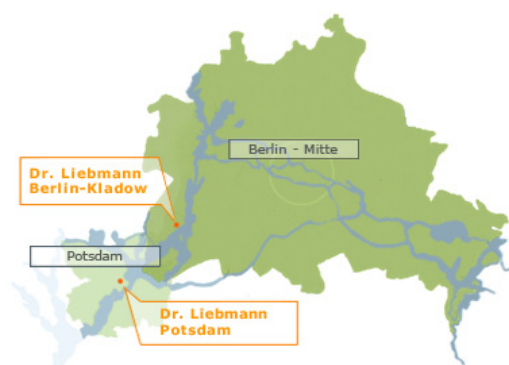 Berlin - Mitte
Dr. Liebmann
Berlin-Kladow
Potsdam
Dr. Liebmann
Potsdam